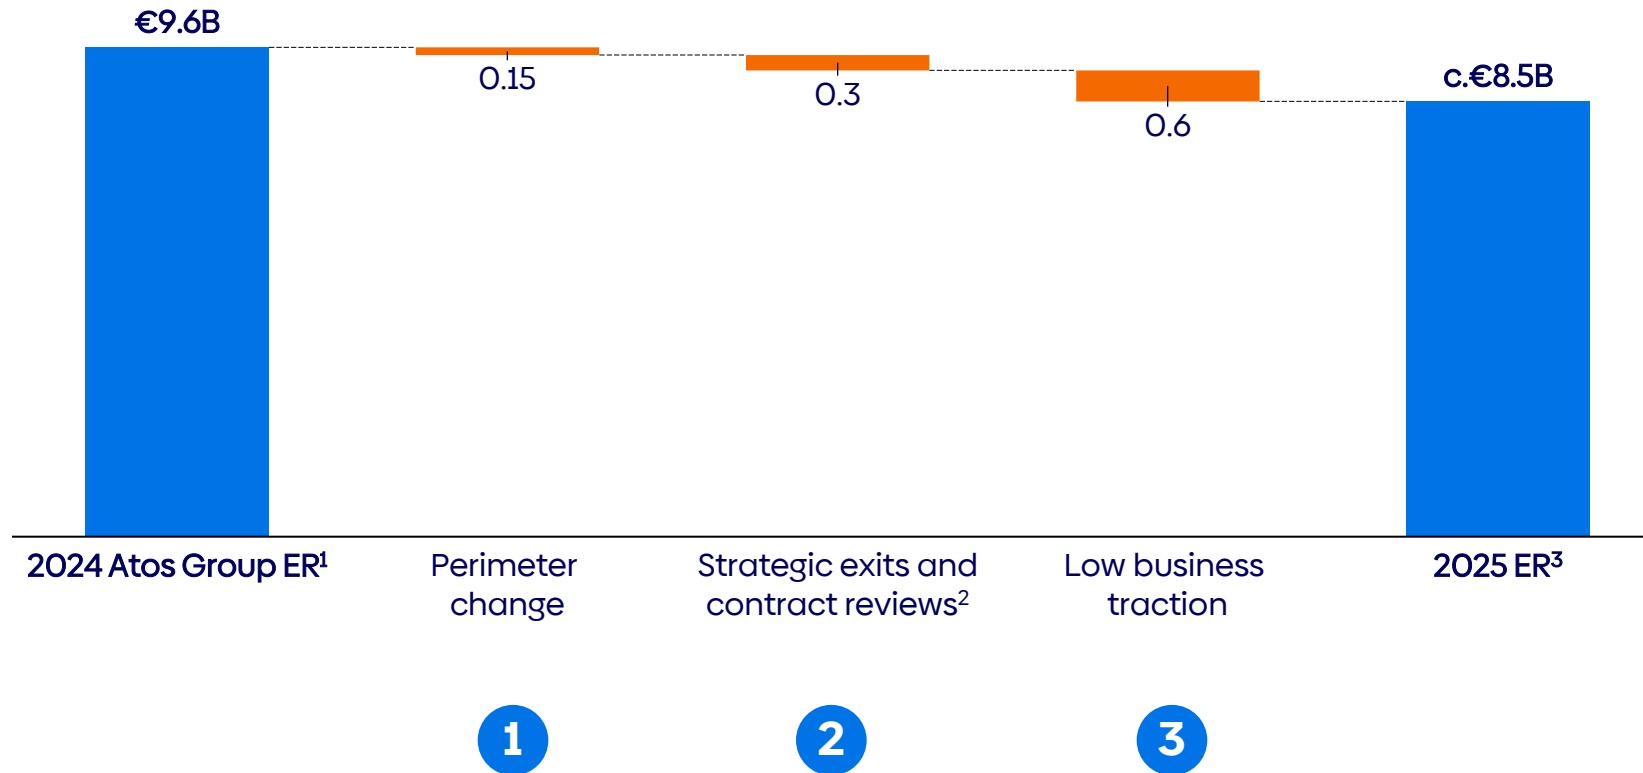 €9.6B
0.15
0.3
0.6
c.€8.5B
2024 Atos Group ER¹
Perimeter
change
Strategic exits and
contract reviews²
Low business
traction
2025 ER³
1
2
3